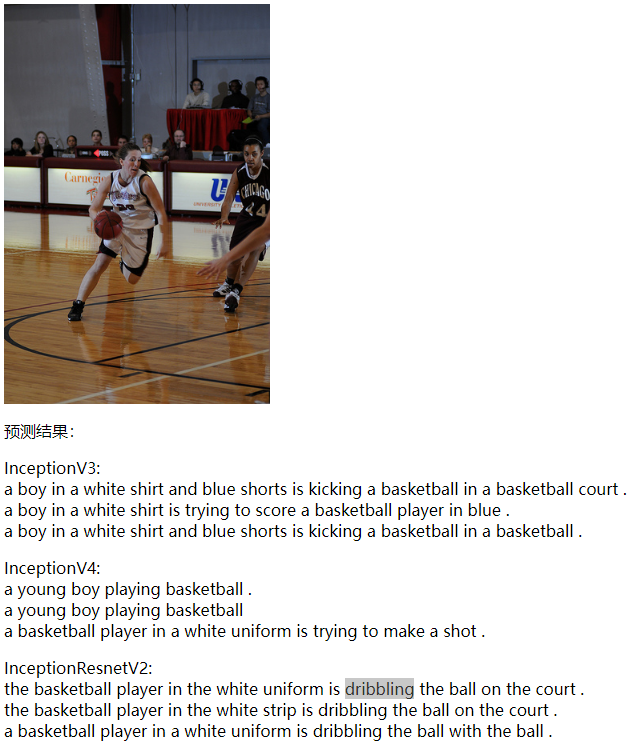 Carnegie
CHICAGO
44
预测结果：
InceptionV3:
a boy in a white shirt and blue shorts is kicking a basketball in a basketball court .
a boy in a white shirt is trying to score a basketball player in blue .
a boy in a white shirt and blue shorts is kicking a basketball in a basketball .
InceptionV4:
a young boy playing basketball .
a young boy playing basketball
a basketball player in a white uniform is trying to make a shot .
InceptionResnetV2:
the basketball player in the white uniform is dribbling the ball on the court .
the basketball player in the white strip is dribbling the ball on the court .
a basketball player in a white uniform is dribbling the ball with the ball .